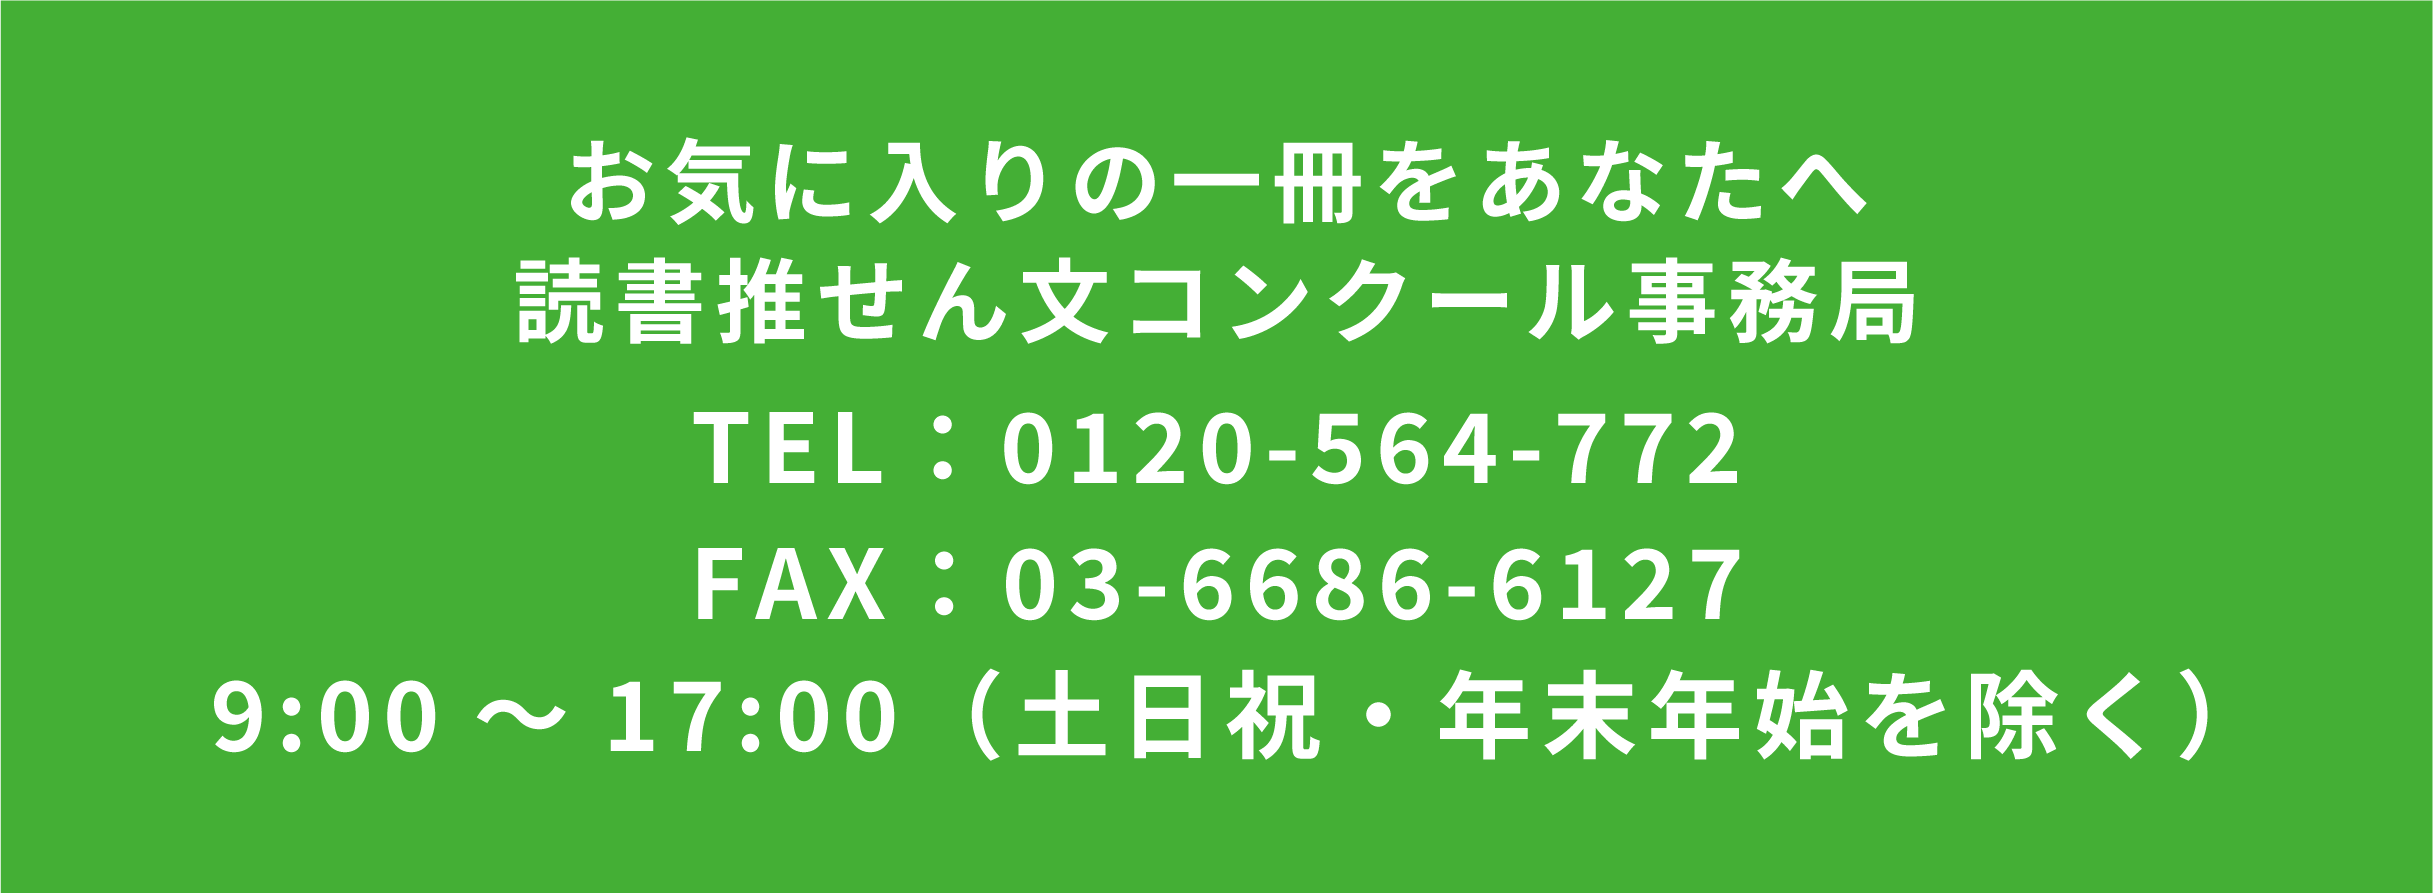 お気に入りの一冊をあなたへ
読書推せん文コンクール事務局
TEL：0120-564-772
FAX：03-6686-6127
9:00 〜 17:00（土日祝・年末年始を除く）